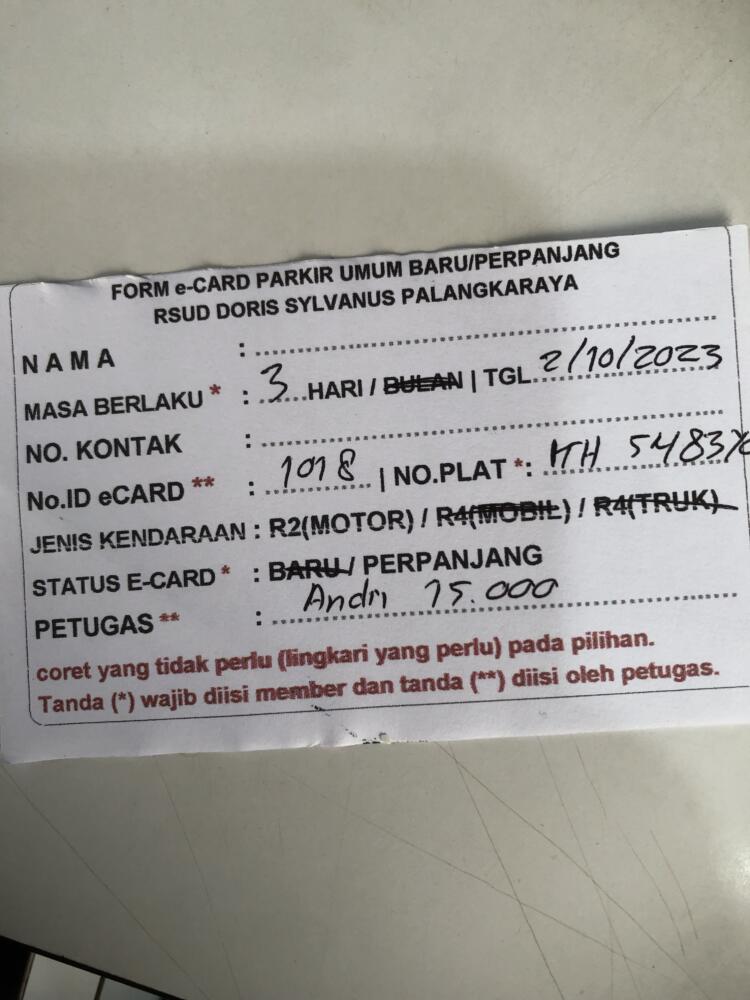 FORM e-CARD PARKIR UMUM BARU/PERPANJANG
RSUD DORIS SYLVANUS PALANGKARAYA
NAMA :
MASA BERLAKU * : 3 HARI / BULAN | TGL 2/10/2023
NO. KONTAK :
No.ID eCARD ** : 1018 | NO.PLAT *: KH 5483
JENIS KENDARAAN : R2(MOTOR) / R4(MOBIL) / R4(TRUK)
STATUS E-CARD * : BARU / PERPANJANG
PETUGAS ** : Andri 15.000
coret yang tidak perlu (lingkari yang perlu) pada pilihan.
Tanda (*) wajib diisi member dan tanda (**) diisi oleh petugas.